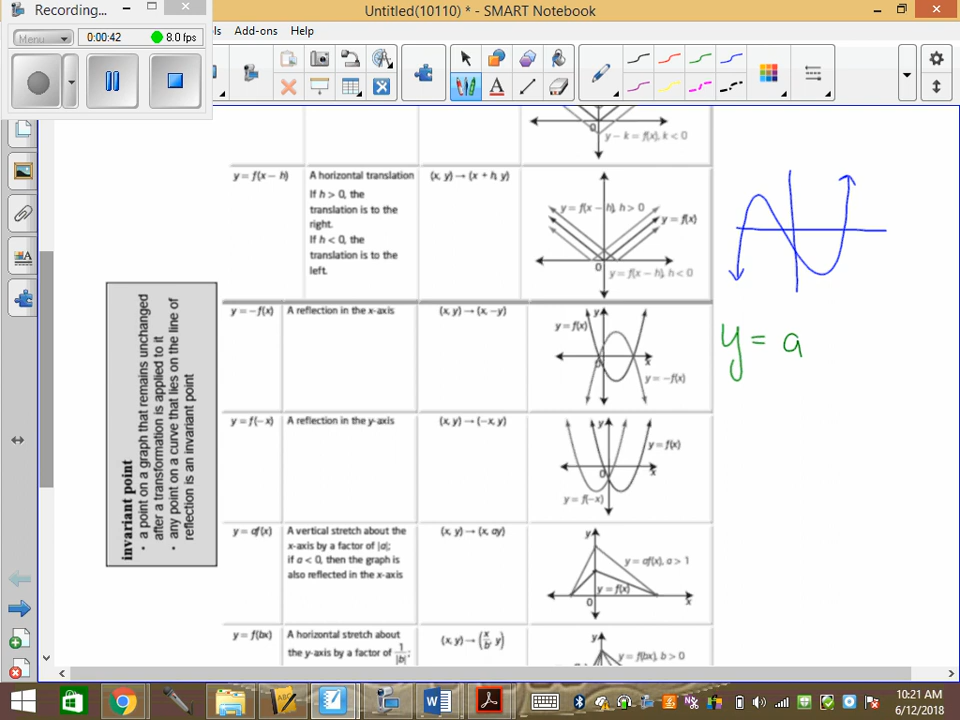 Recording...
Untitled(10110) * - SMART Notebook
Menu
0:00:42
8.0 fps
ols Add-ons Help
y – k = f(x), k < 0
0
y = f(x – h)
A horizontal translation
If h > 0, the
translation is to the
right.
If h < 0, the
translation is to the
left.
(x, y) → (x + h, y)
y = f(x – h), h > 0
y = f(x)
0
y = f(x – h), h < 0
y = –f(x)
A reflection in the x-axis
(x, y) → (x, –y)
y
y = f(x)
0
x
y = –f(x)
y = f(–x)
A reflection in the y-axis
(x, y) → (–x, y)
y
y = f(x)
0
x
y = f(–x)
y = af(x)
A vertical stretch about the
x-axis by a factor of |a|;
if a < 0, then the graph is
also reflected in the x-axis
(x, y) → (x, ay)
y
y = af(x), a > 1
y = f(x)
0
x
y = f(bx)
A horizontal stretch about
the y-axis by a factor of 1/|b|;
(x, y) → (x/b, y)
y
y = f(bx), b > 0
invariant point
• a point on a graph that remains unchanged
after a transformation is applied to it
• any point on a curve that lies on the line of
reflection is an invariant point
y = a
10:21 AM
6/12/2018